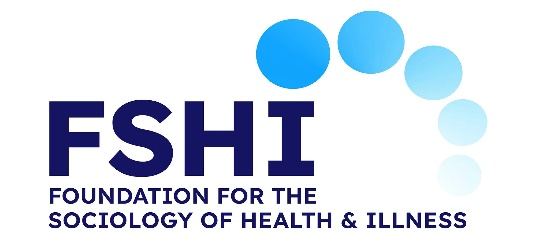 FSHI
FOUNDATION FOR THE
SOCIOLOGY OF HEALTH & ILLNESS